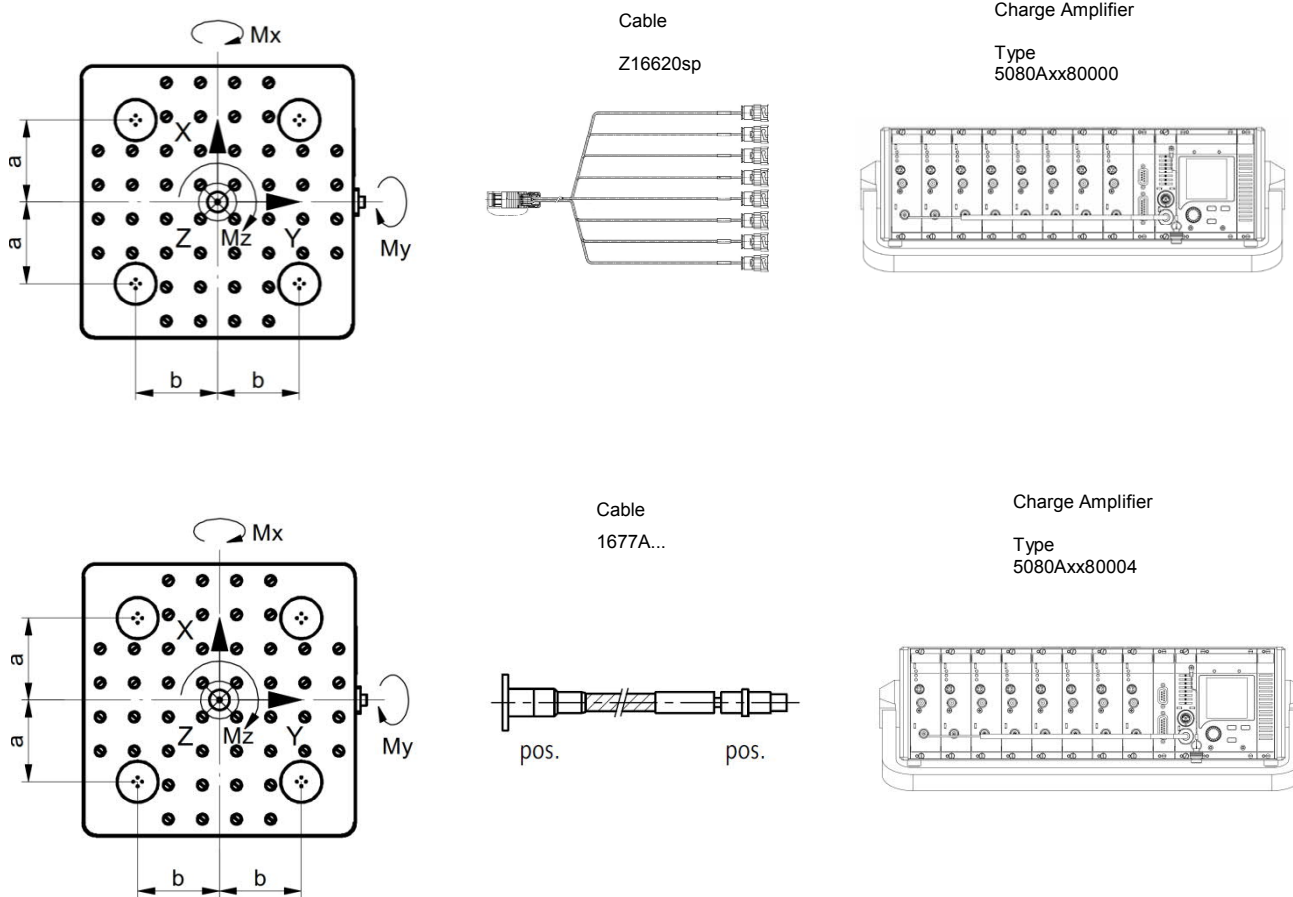 Mx
X
a
a
Z
Mz
Y
My
b
b
Cable
Z16620sp
Charge Amplifier
Type
5080Axx80000
Mx
X
a
a
Z
Mz
Y
My
b
b
Cable
1677A...
pos.
pos.
Charge Amplifier
Type
5080Axx80004